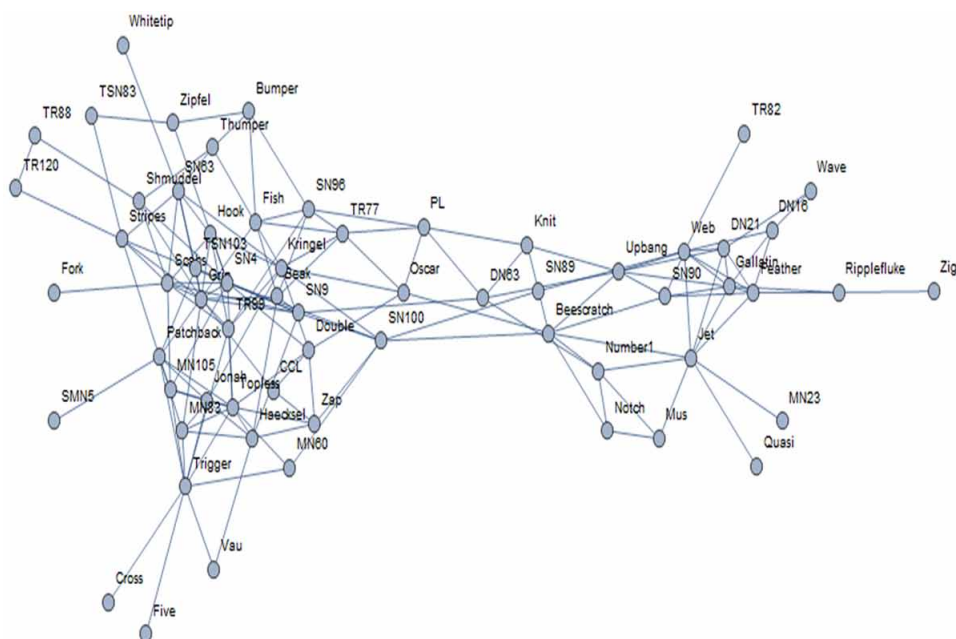 Whitetip
TSN83
Zipfel
Bumper
TR88
Thumper
TR82
TR120
SN63
Shmuddel
Wave
Stripes
Hook
Fish
SN96
TR77
PL
DN16
DN21
Web
Knit
TSN103
Kringel
Upbang
Gallatin
Fork
Scabs
SN4
Grin
Beak
SN9
Oscar
DN63
SN89
SN90
Feather
Ripplefluke
Zig
TR99
Double
SN100
Beescratch
Patchback
Number1
Jet
MN105
Jonah
Topless
CCL
SMN5
MN83
Haecksel
Zap
Notch
Mus
MN23
Trigger
MN60
Quasi
Vau
Cross
Five